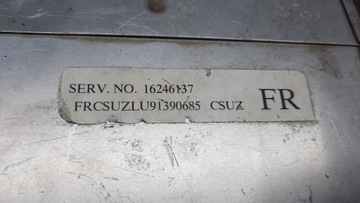 SERV. NO. 16246137
FRCSUZLU91390685 CSUZ FR